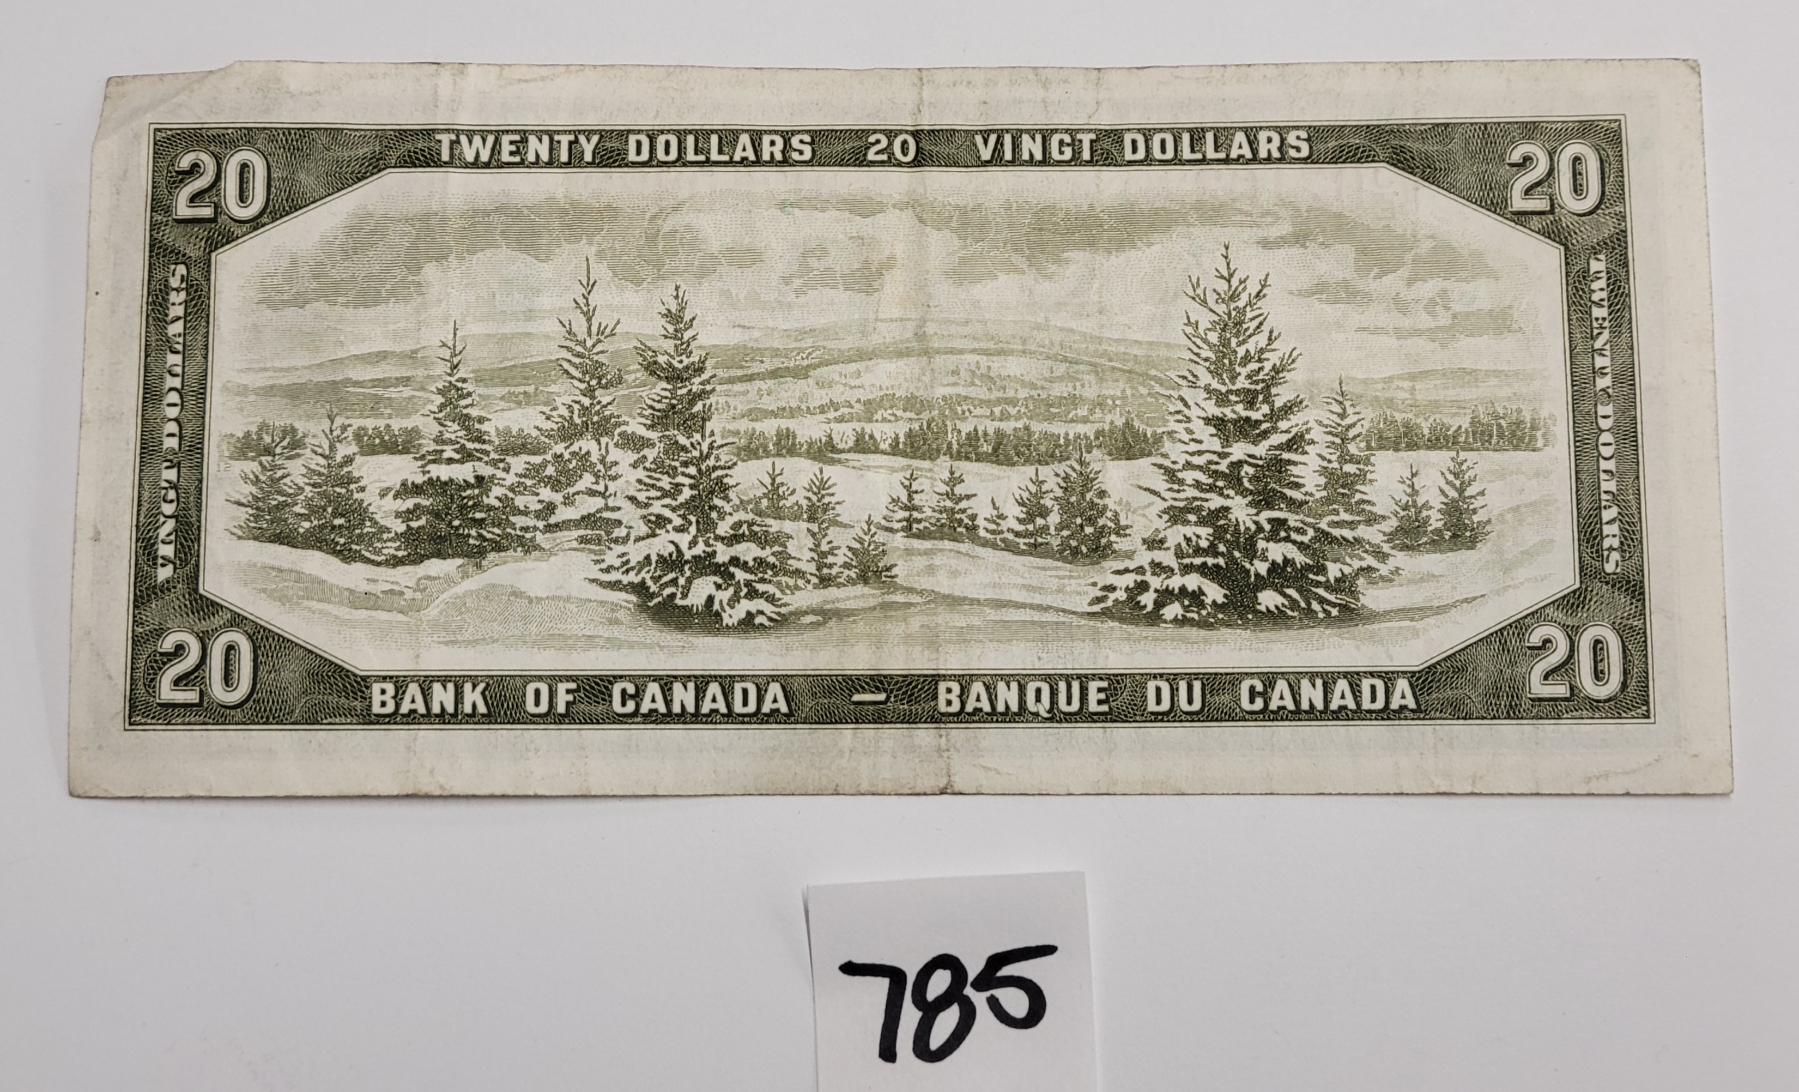 TWENTY DOLLARS 20 VINGT DOLLARS
20
20
VINGT DOLLARS
TWENTY DOLLARS
20
20
BANK OF CANADA — BANQUE DU CANADA
785